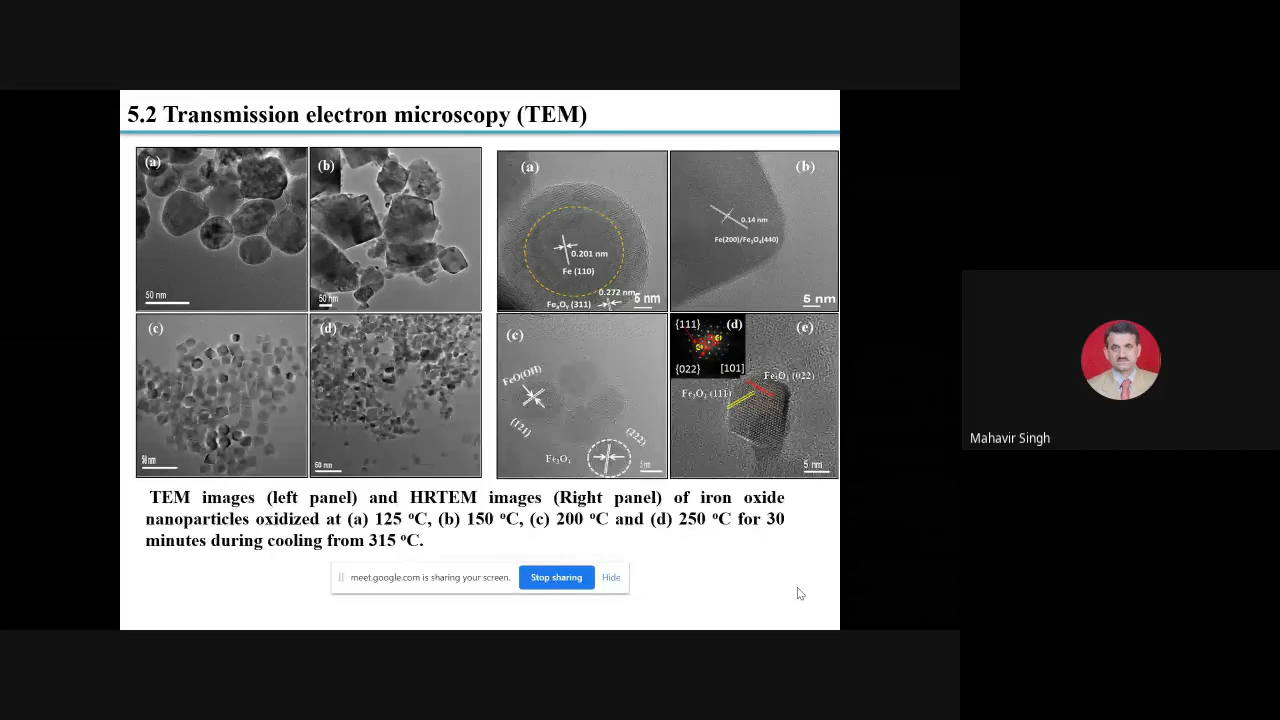 5.2 Transmission electron microscopy (TEM)
(a)
50 nm
(b)
50 nm
(c)
50 nm
(d)
50 nm
(a)
0.201 nm
Fe (110)
0.272 nm
(311)
5 nm
(b)
0.14 nm
Fe(200)/Fe₃O₄(440)
5 nm
(c)
FeO(OH)
(121)
(222)
Fe₃O₄
5 nm
{111}
(d)
{022}
[101]
(e)
(022)
(111)
5 nm
TEM images (left panel) and HRTEM images (Right panel) of iron oxide
nanoparticles oxidized at (a) 125 ºC, (b) 150 ºC, (c) 200 ºC and (d) 250 ºC for 30
minutes during cooling from 315 ºC.
meet.google.com is sharing your screen.
Stop sharing
Hide
Mahavir Singh